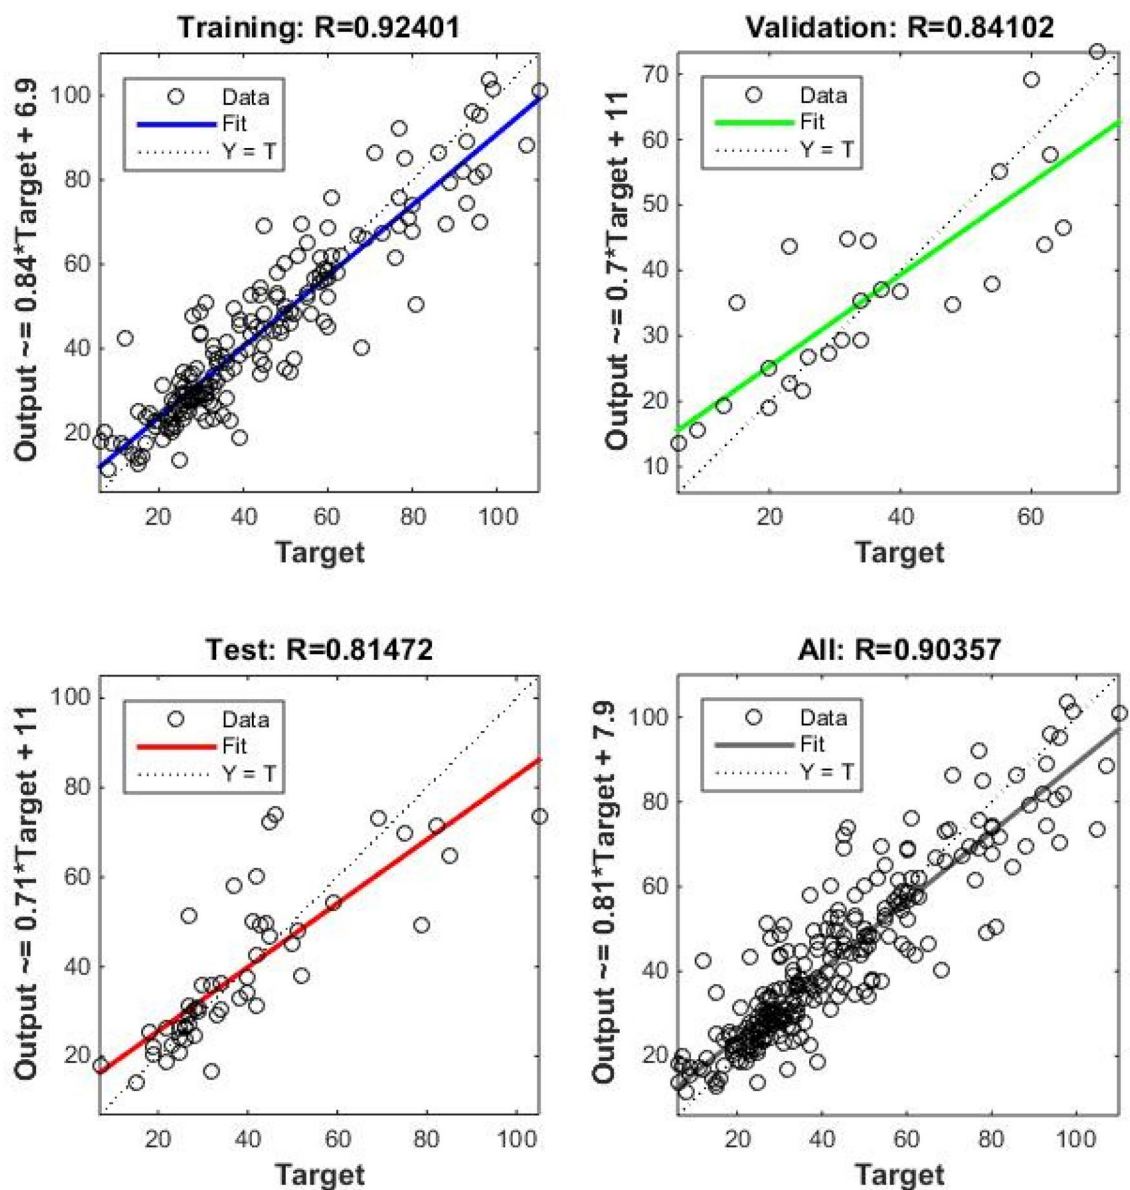 Training: R=0.92401
Output ~= 0.84*Target + 6.9
100
80
60
40
20
Data
Fit
Y = T
20 40 60 80 100
Target
Validation: R=0.84102
Output ~= 0.7*Target + 11
70
60
50
40
30
20
10
Data
Fit
Y = T
20 40 60
Target
Test: R=0.81472
Output ~= 0.71*Target + 11
100
80
60
40
20
Data
Fit
Y = T
20 40 60 80 100
Target
All: R=0.90357
Output ~= 0.81*Target + 7.9
100
80
60
40
20
Data
Fit
Y = T
20 40 60 80 100
Target